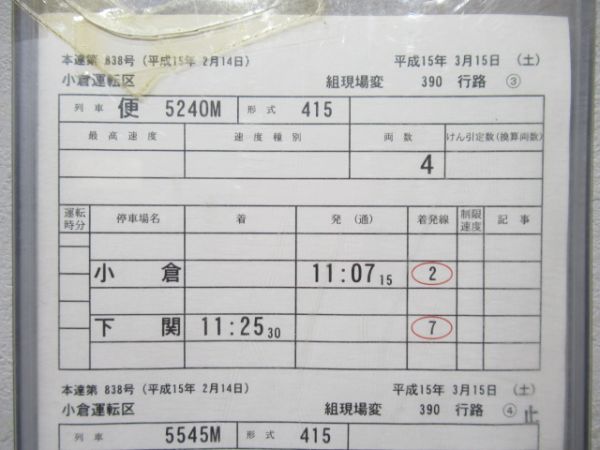 本達第 838号 (平成15年 2月14日) 平成15年 3月15日 (土)
小倉運転区 組現場変 390 行路 ③
列車 便 5240M 形式 415
最高速度 速度種別 両数 けん引定数(換算両数)
4
運転時分 停車場名 着 発(通) 着発線 制限速度 記事
小倉 11:07 15 2
下関 11:25 30 7
本達第 838号 (平成15年 2月14日) 平成15年 3月15日 (土)
小倉運転区 組現場変 390 行路 ④ 止
列車 5545M 形式 415